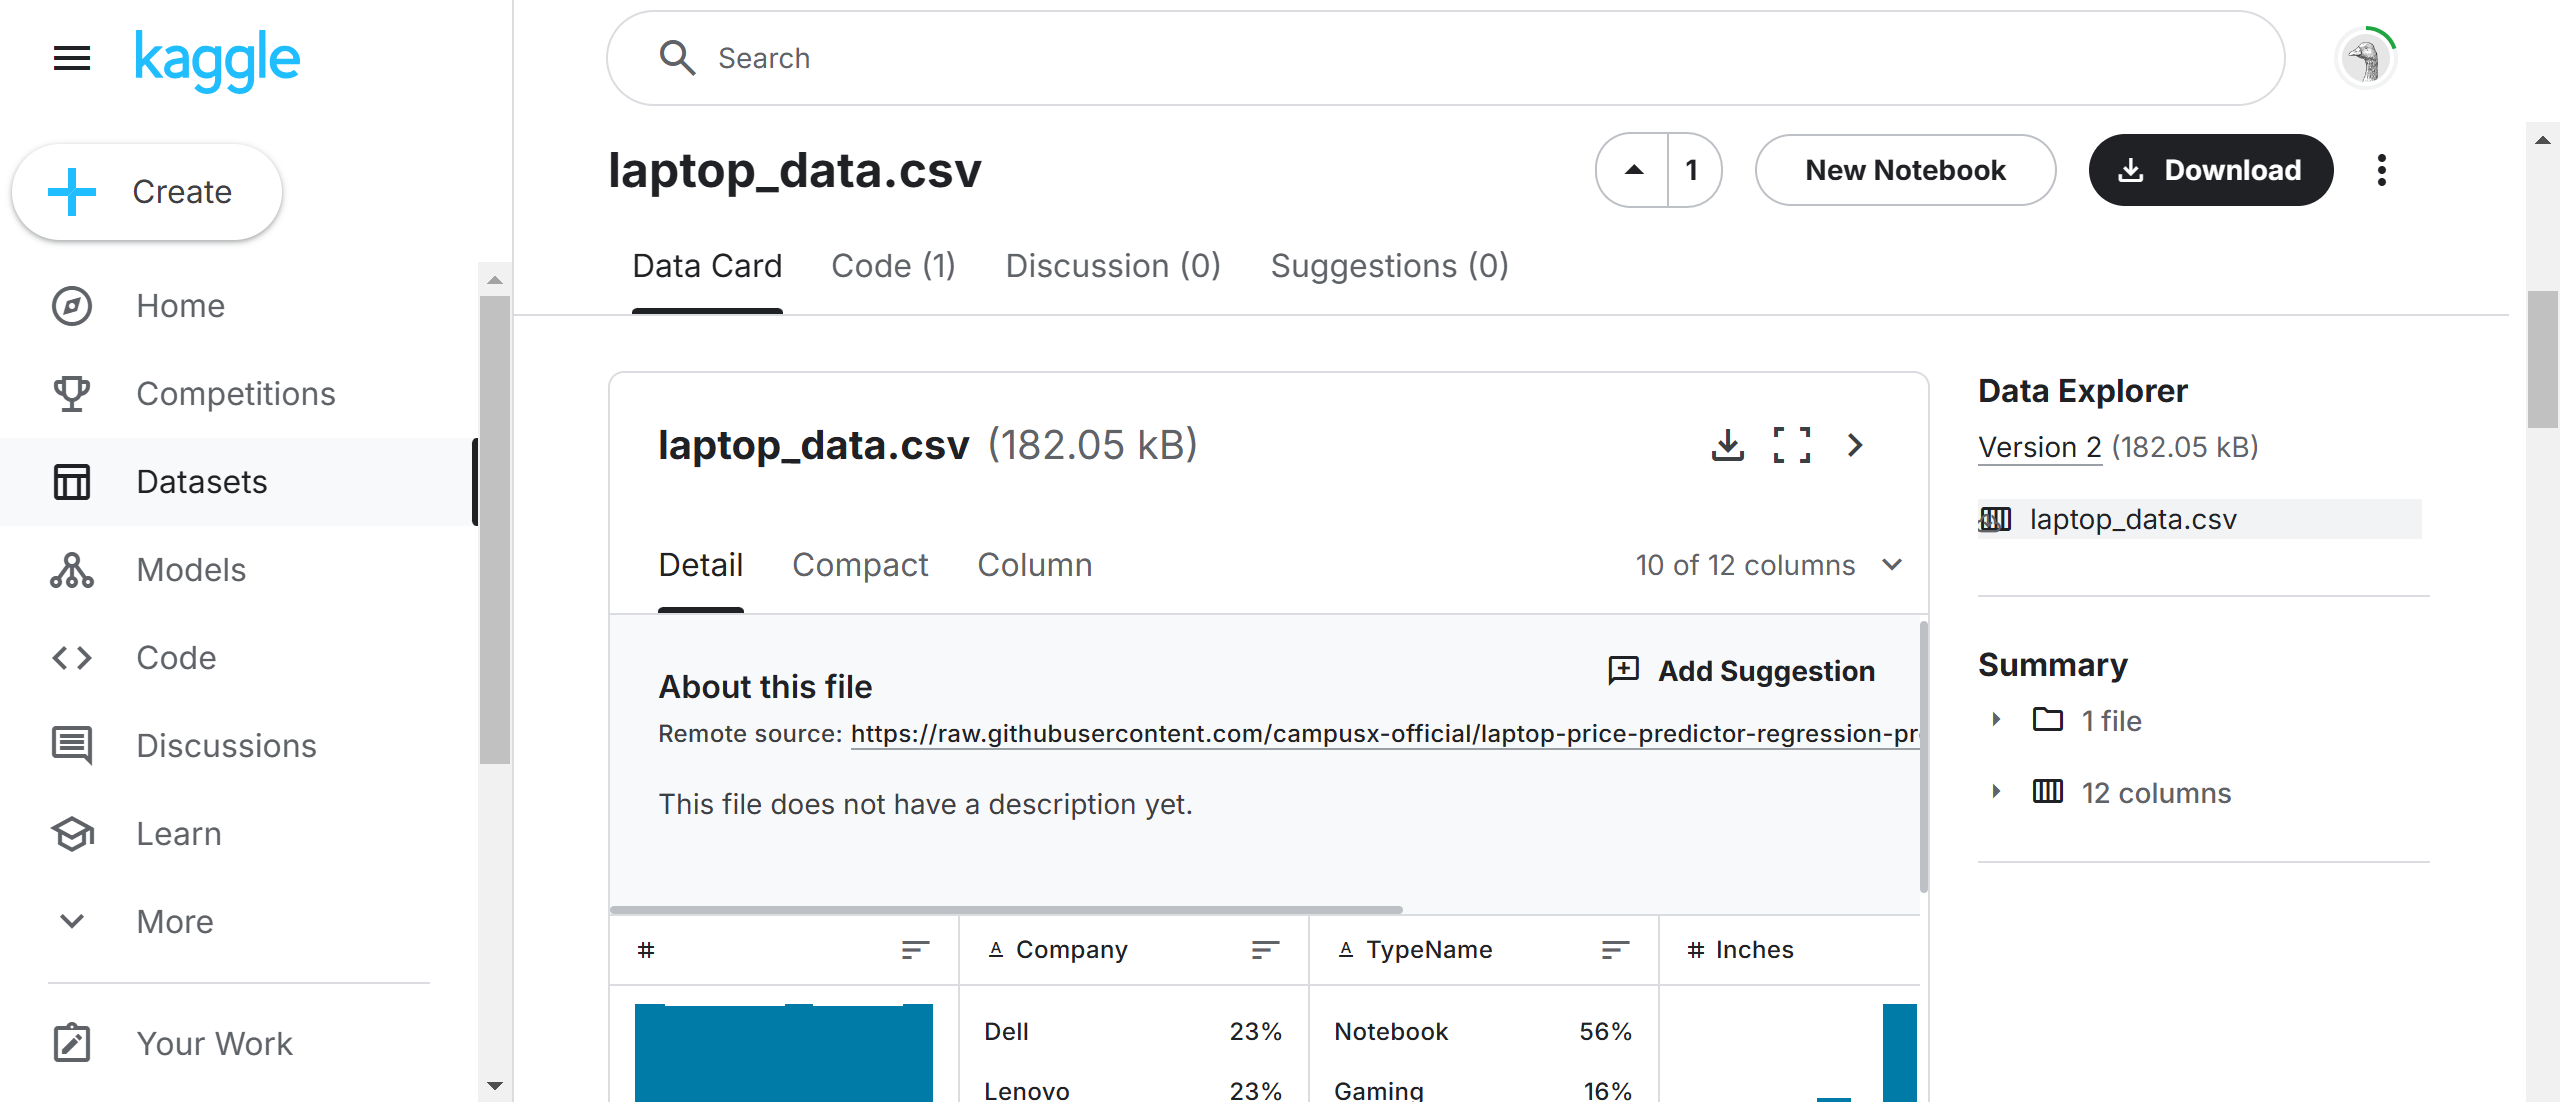 kaggle
Search
Create
Home
Competitions
Datasets
Models
Code
Discussions
Learn
More
Your Work
laptop_data.csv
1
New Notebook
Download
Data Card
Code (1)
Discussion (0)
Suggestions (0)
laptop_data.csv (182.05 kB)
Detail
Compact
Column
10 of 12 columns
About this file
Add Suggestion
Remote source: https://raw.githubusercontent.com/campusx-official/laptop-price-predictor-regression-pr
This file does not have a description yet.
#
A Company
A TypeName
# Inches
Dell 23%
Notebook 56%
Lenovo 23%
Gaming 16%
Data Explorer
Version 2 (182.05 kB)
laptop_data.csv
Summary
1 file
12 columns